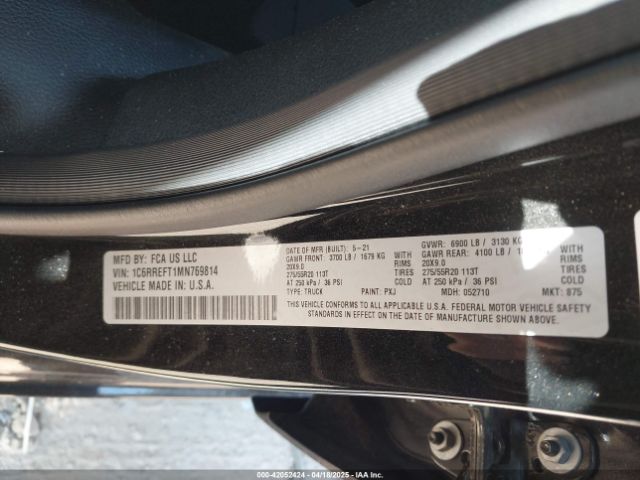 MFD BY: FCA US LLC
VIN: 1C6RREFT1MN769814
VEHICLE MADE IN: U.S.A.
DATE OF MFR (BUILT): 5-21
GAWR FRONT: 3700 LB / 1679 KG
20X9.0
275/55R20 113T
AT 250 kPa / 36 PSI
TYPE: TRUCK
WITH
RIMS
TIRES
COLD
PAINT: PXJ
GVWR: 6900 LB / 3130 KG
GAWR REAR: 4100 LB /
20X9.0
275/55R20 113T
AT 250 kPa / 36 PSI
MDH: 052710
WITH
RIMS
TIRES
COLD
MKT: 875
THIS VEHICLE CONFORMS TO ALL APPLICABLE U.S.A. FEDERAL MOTOR VEHICLE SAFETY
STANDARDS IN EFFECT ON THE DATE OF MANUFACTURE SHOWN ABOVE.
000-42052424 - 04/18/2025 - © IAA Inc.